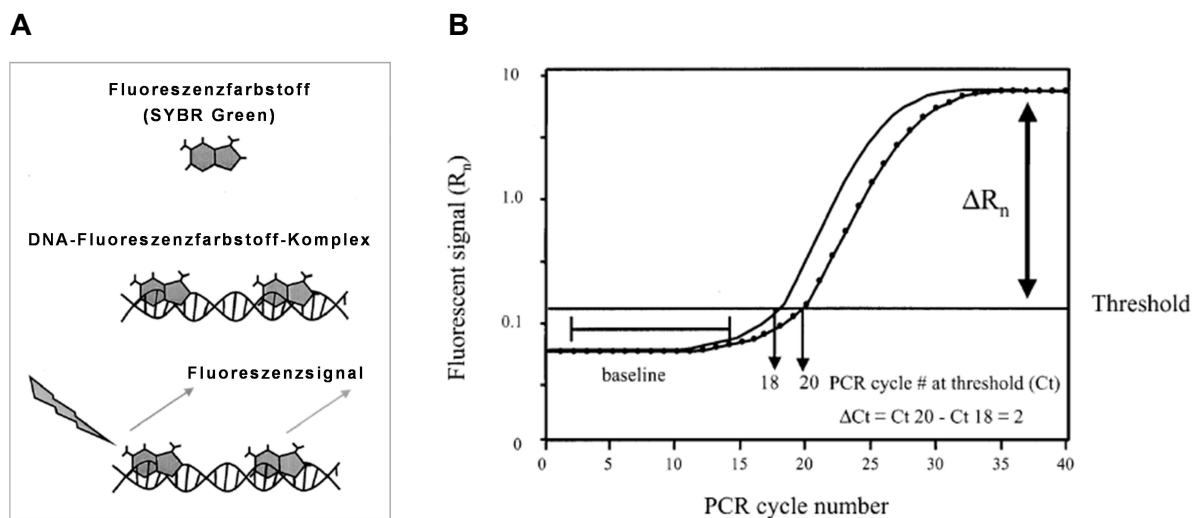 A
Fluoreszenzfarbstoff
(SYBR Green)
DNA-Fluoreszenzfarbstoff-Komplex
Fluoreszenzsignal
B
Fluorescent signal (Rn)
10
1.0
0.1
0
ΔRn
Threshold
baseline
18
20
PCR cycle # at threshold (Ct)
ΔCt = Ct 20 - Ct 18 = 2
0
5
10
15
20
25
30
35
40
PCR cycle number